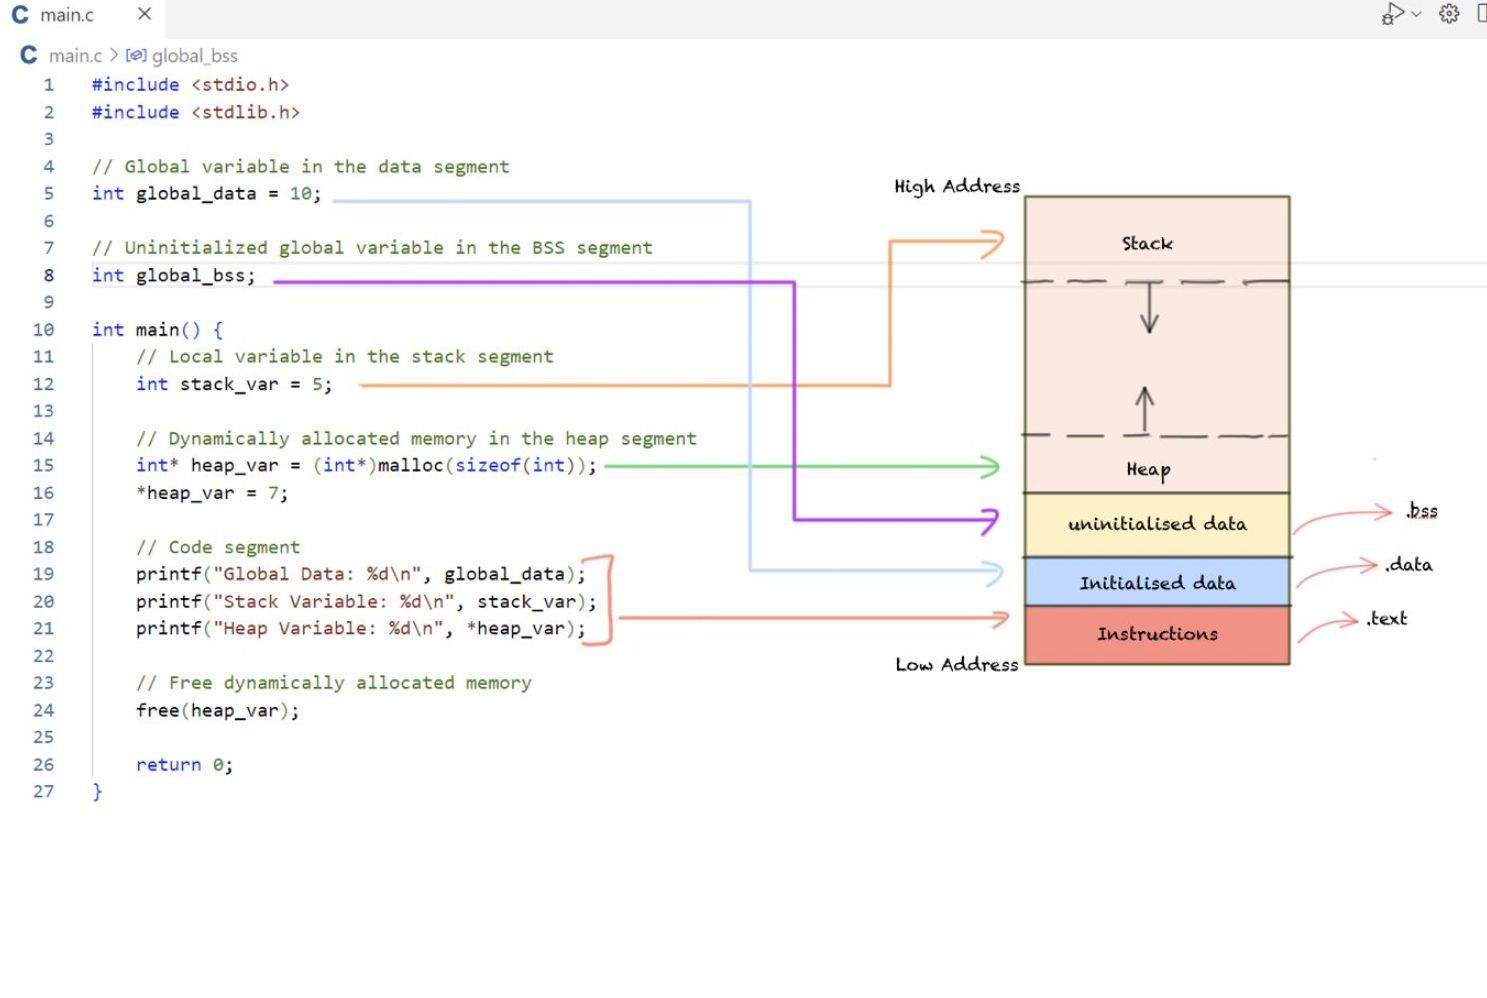 main.c
main.c > global_bss
1 #include <stdio.h>
2 #include <stdlib.h>
3
4 // Global variable in the data segment
5 int global_data = 10;
6
7 // Uninitialized global variable in the BSS segment
8 int global_bss;
9
10 int main() {
11 // Local variable in the stack segment
12 int stack_var = 5;
13
14 // Dynamically allocated memory in the heap segment
15 int* heap_var = (int*)malloc(sizeof(int));
16 *heap_var = 7;
17
18 // Code segment
19 printf("Global Data: %d\n", global_data);
20 printf("Stack Variable: %d\n", stack_var);
21 printf("Heap Variable: %d\n", *heap_var);
22
23 // Free dynamically allocated memory
24 free(heap_var);
25
26 return 0;
27 }
High Address
Stack
Heap
uninitialised data
.bss
Initialised data
.data
Instructions
.text
Low Address